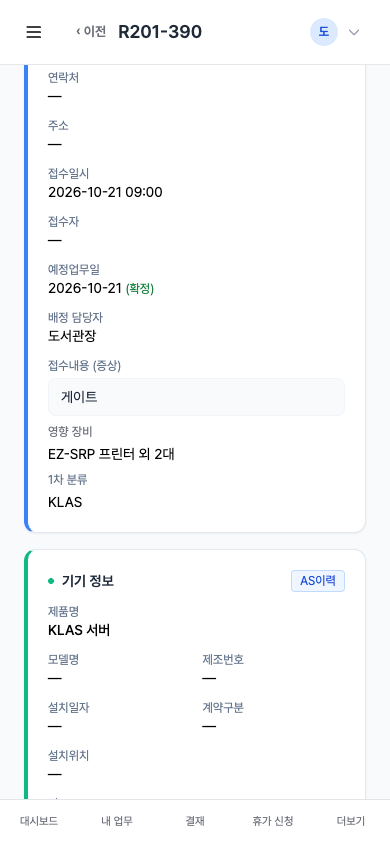 ‹ 이전 R201-390 도
연락처
—
주소
—
접수일시
2026-10-21 09:00
접수자
—
예정업무일
2026-10-21 (확정)
배정 담당자
도서관장
접수내용 (증상)
게이트
영향 장비
EZ-SRP 프린터 외 2대
1차 분류
KLAS
기기 정보 AS이력
제품명
KLAS 서버
모델명 제조번호
— —
설치일자 계약구분
— —
설치위치
—
대시보드 내 업무 결재 휴가 신청 더보기